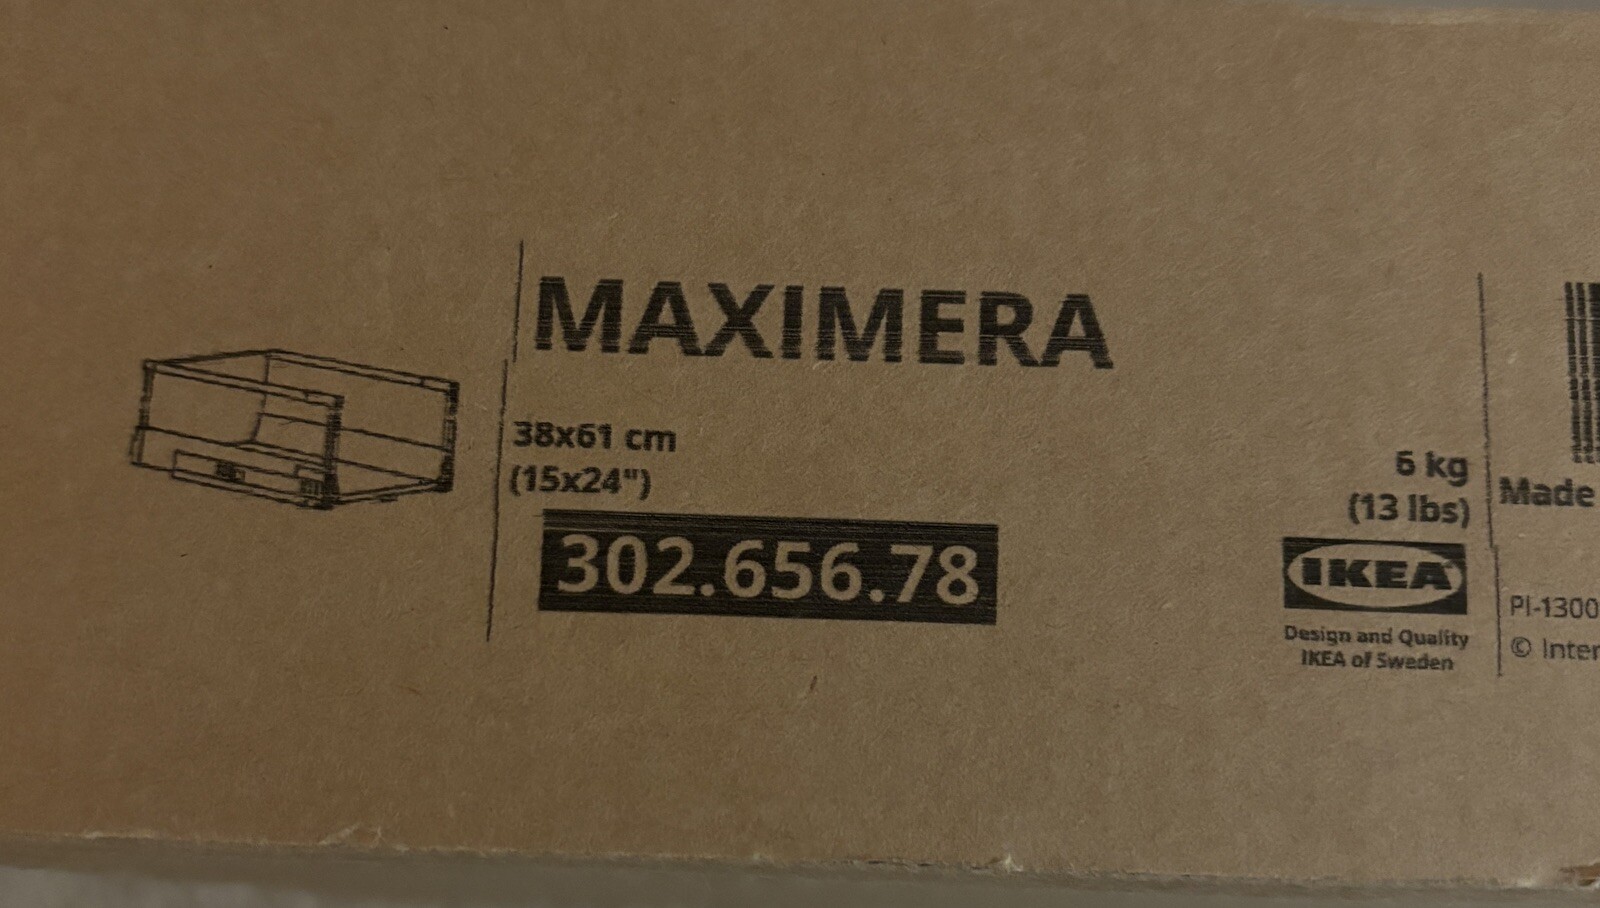 MAXIMERA
38x61 cm
(15x24")
302.656.78
6 kg
(13 lbs)
IKEA
Design and Quality
IKEA of Sweden
Made
PI-1300
© Inter